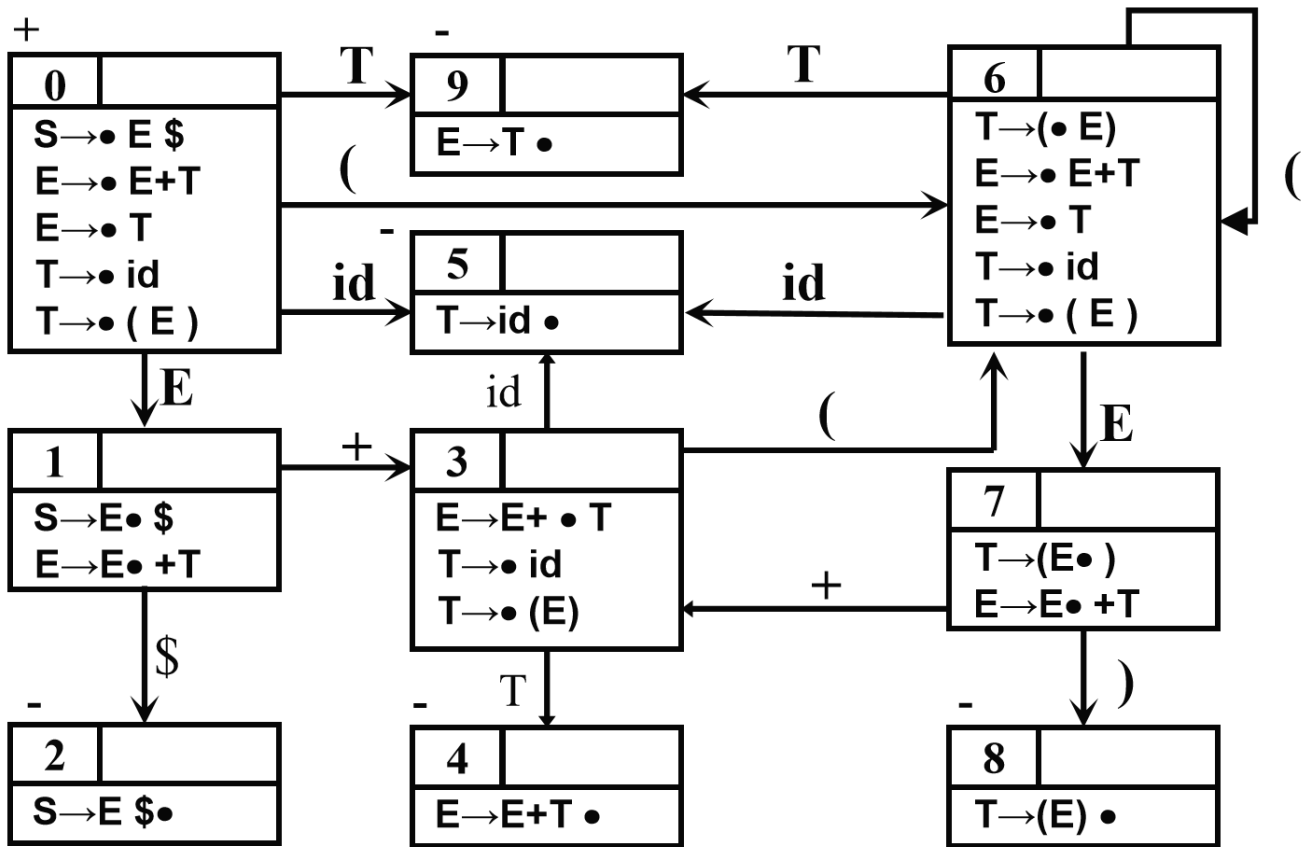 +
0
S→• E $
E→• E+T
E→• T
T→• id
T→• ( E )
T
-
9
E→T •
T
6
T→(• E)
E→• E+T
E→• T
T→• id
T→• ( E )
(
(
-
5
T→id •
id
id
E
id
(
E
1
S→E• $
E→E• +T
+
3
E→E+ • T
T→• id
T→• (E)
7
T→(E• )
E→E• +T
+
$
T
)
-
2
S→E $•
-
4
E→E+T •
-
8
T→(E) •